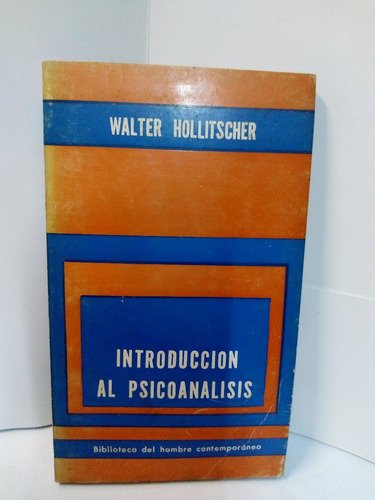 WALTER HOLLITSCHER
INTRODUCCION
AL PSICOANALISIS
Biblioteca del hombre contemporáneo